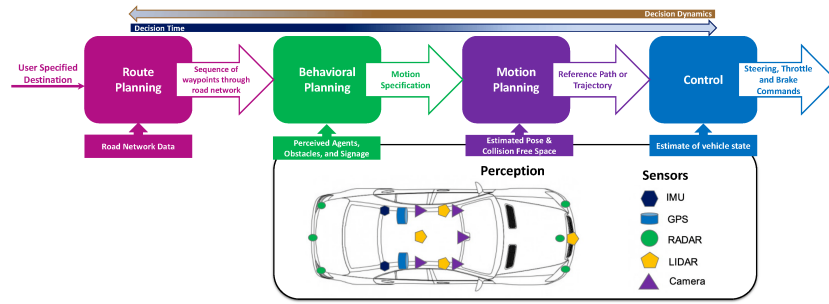 Decision Dynamics
Decision Time
User Specified
Destination
Route
Planning
Sequence of
waypoints through
road network
Behavioral
Planning
Motion
Specification
Motion
Planning
Reference Path or
Trajectory
Control
Steering, Throttle
and
Brake
Commands
Road Network Data
Perceived Agents,
Obstacles, and Signage
Estimated Pose &
Collision Free Space
Estimate of vehicle state
Perception
Sensors
IMU
GPS
RADAR
LIDAR
Camera